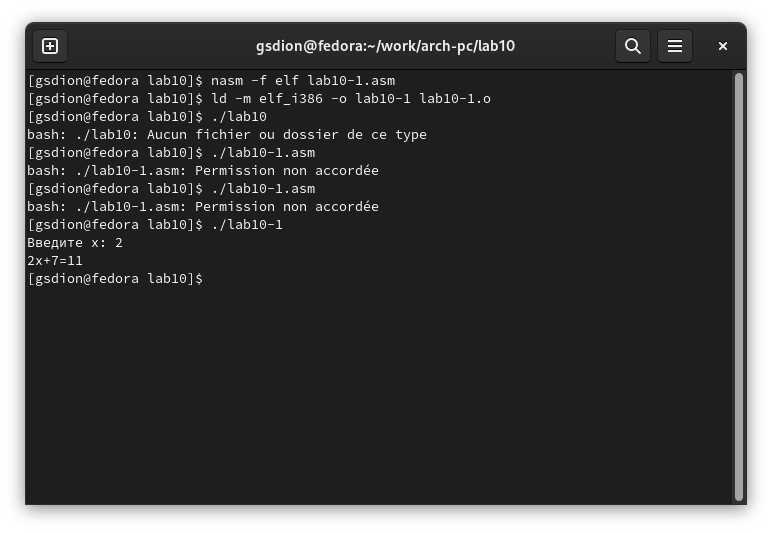 gsdion@fedora:~/work/arch-pc/lab10
[gsdion@fedora lab10]$ nasm -f elf lab10-1.asm
[gsdion@fedora lab10]$ ld -m elf_i386 -o lab10-1 lab10-1.o
[gsdion@fedora lab10]$ ./lab10
bash: ./lab10: Aucun fichier ou dossier de ce type
[gsdion@fedora lab10]$ ./lab10-1.asm
bash: ./lab10-1.asm: Permission non accordée
[gsdion@fedora lab10]$ ./lab10-1.asm
bash: ./lab10-1.asm: Permission non accordée
[gsdion@fedora lab10]$ ./lab10-1
Введите x: 2
2x+7=11
[gsdion@fedora lab10]$